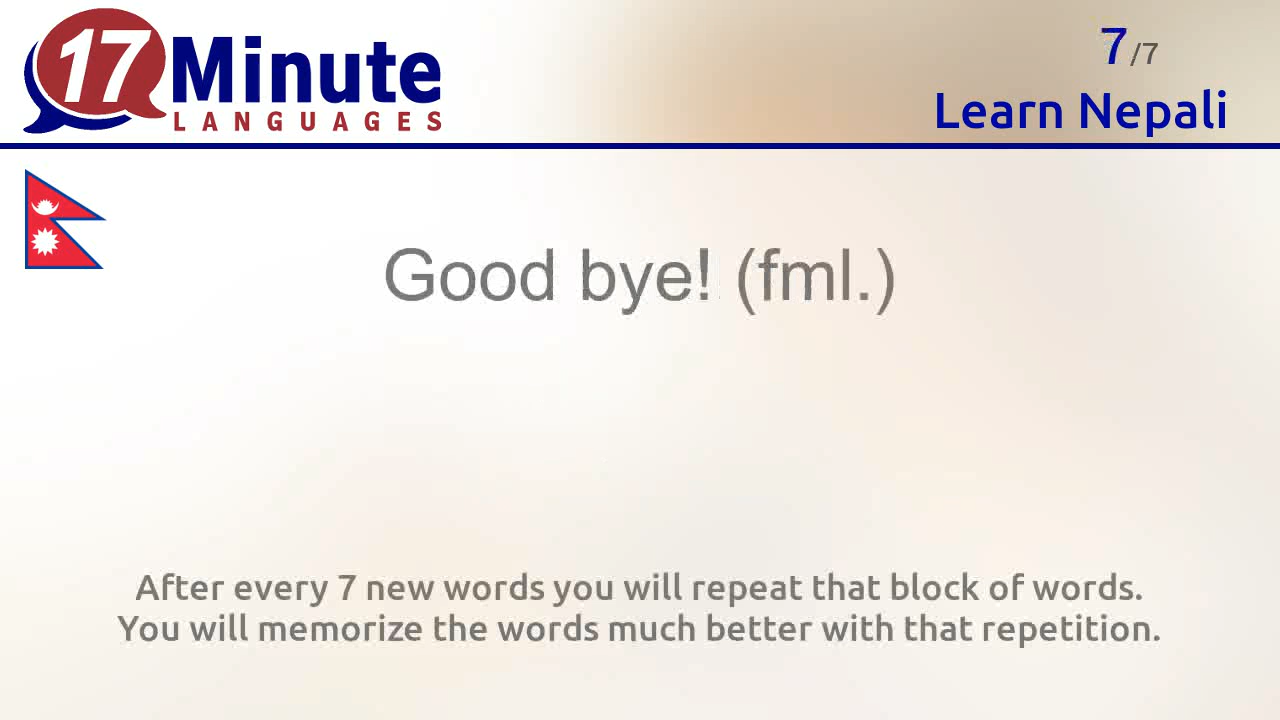 17 Minute
LANGUAGES
7/7
Learn Nepali
Good bye! (fml.)
After every 7 new words you will repeat that block of words.
You will memorize the words much better with that repetition.